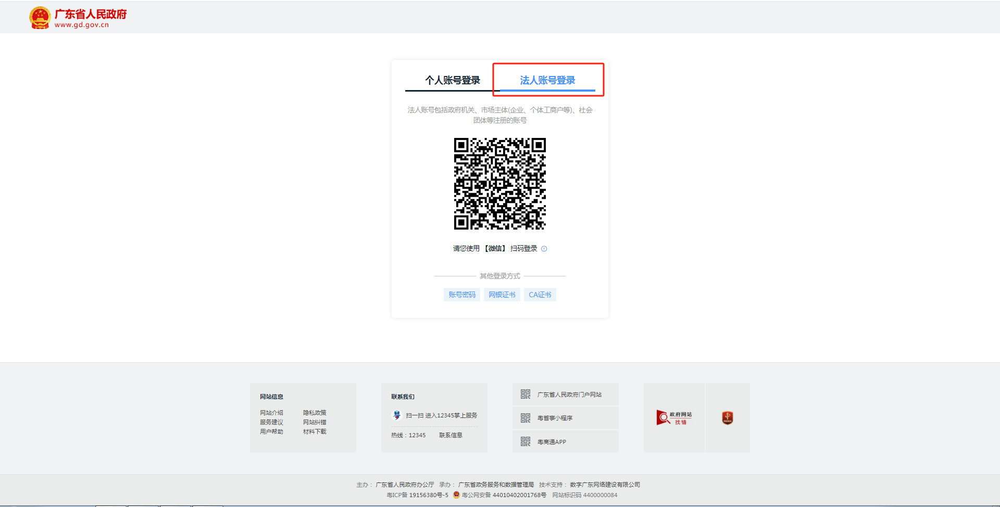 广东省人民政府
www.gd.gov.cn
个人账号登录
法人账号登录
法人账号包括政府机关、市场主体(企业、个体工商户等)、社会
团体等注册的账号
请您使用 【微信】 扫码登录
其他登录方式
账号密码
网银证书
CA证书
网站信息
网站介绍 隐私政策
服务建议 网站纠错
用户帮助 材料下载
联系我们
扫一扫 进入12345掌上服务
热线：12345 联系信息
广东省人民政府门户网站
粤省事小程序
粤商通APP
政府网站
找错
主办： 广东省人民政府办公厅 承办： 广东省政务服务和数据管理局 技术支持： 数字广东网络建设有限公司
粤ICP备 19156380号-5 粤公网安备 44010402001768号 网站标识码 4400000084